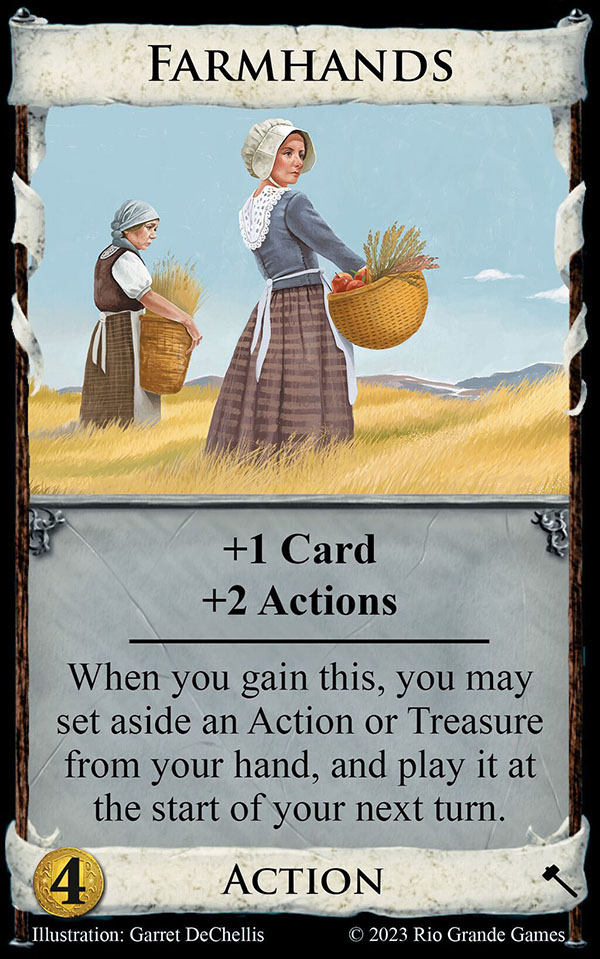 FARMHANDS
+1 Card
+2 Actions
When you gain this, you may
set aside an Action or Treasure
from your hand, and play it at
the start of your next turn.
4
ACTION
Illustration: Garret DeChellis
© 2023 Rio Grande Games